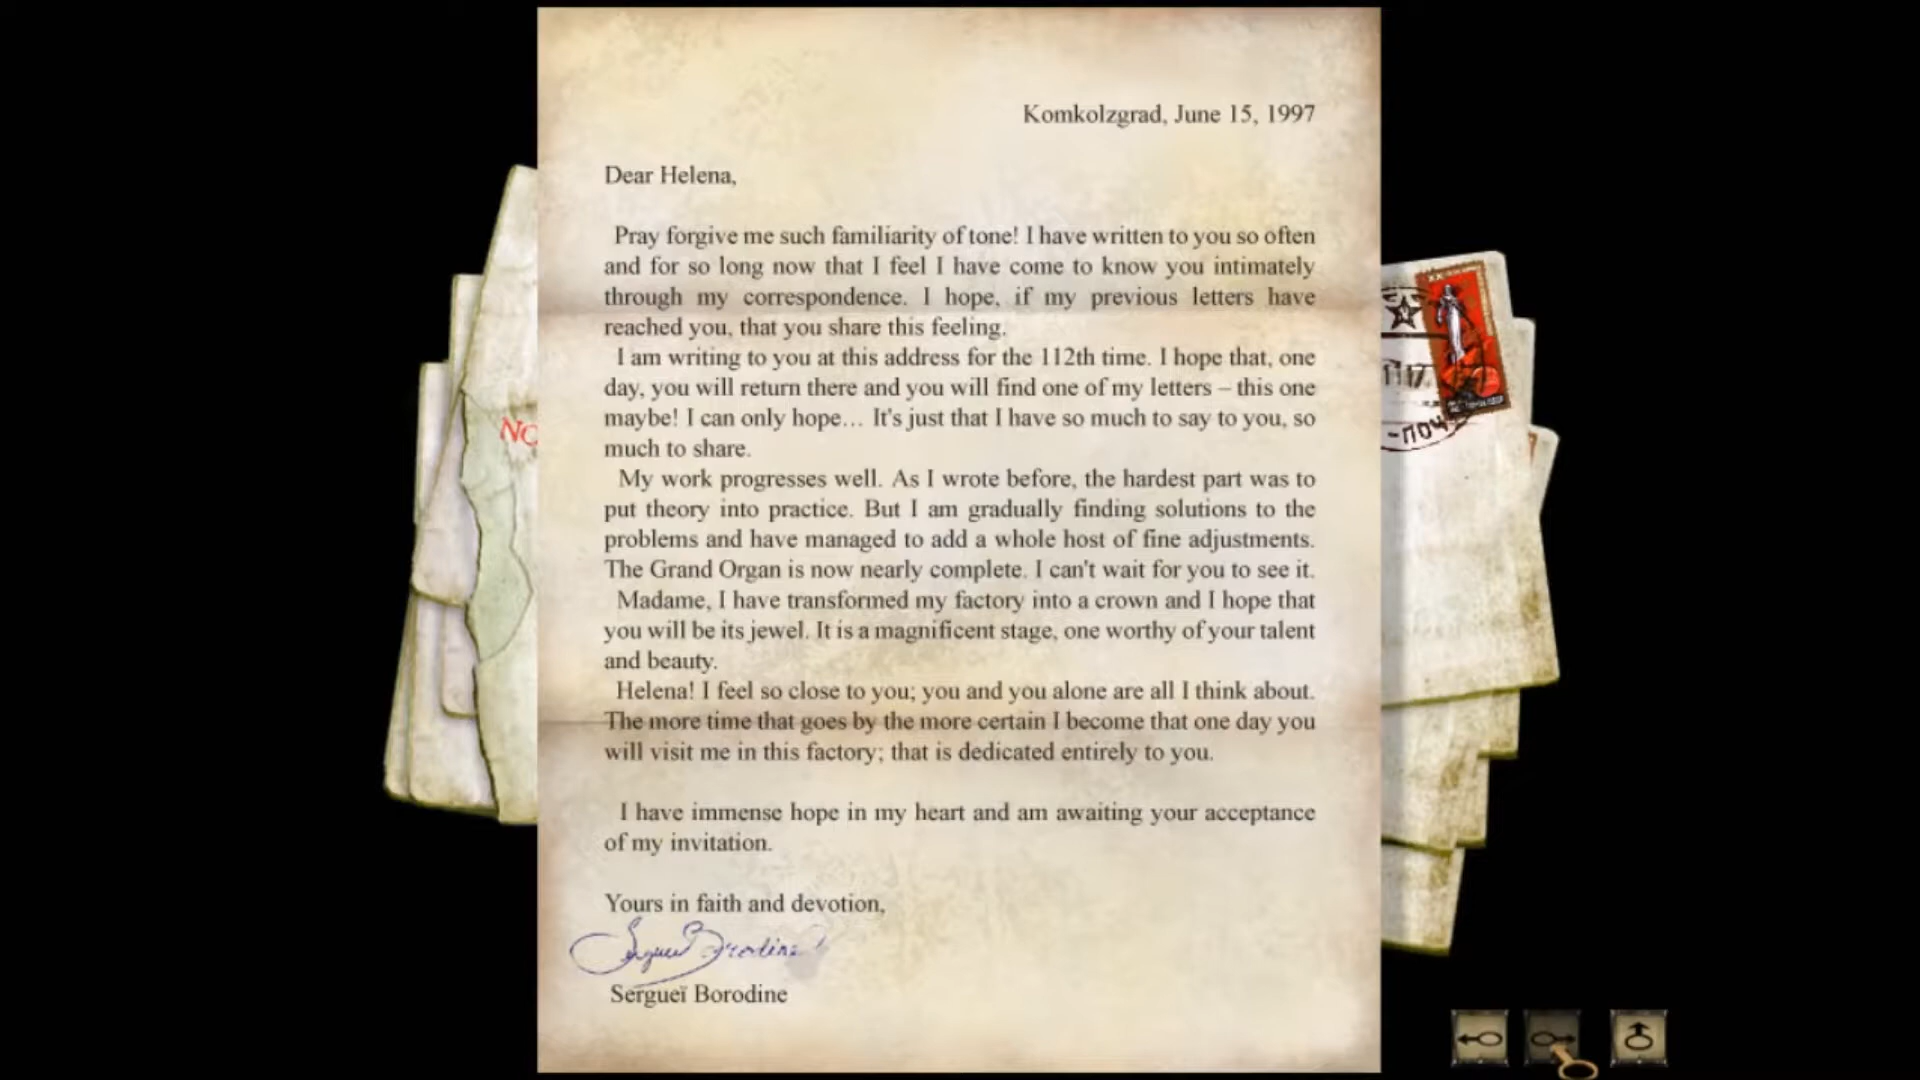 Komkolzgrad, June 15, 1997
Dear Helena,
Pray forgive me such familiarity of tone! I have written to you so often
and for so long now that I feel I have come to know you intimately
through my correspondence. I hope, if my previous letters have
reached you, that you share this feeling.
I am writing to you at this address for the 112th time. I hope that, one
day, you will return there and you will find one of my letters – this one
maybe! I can only hope… It's just that I have so much to say to you, so
much to share.
My work progresses well. As I wrote before, the hardest part was to
put theory into practice. But I am gradually finding solutions to the
problems and have managed to add a whole host of fine adjustments.
The Grand Organ is now nearly complete. I can't wait for you to see it.
Madame, I have transformed my factory into a crown and I hope that
you will be its jewel. It is a magnificent stage, one worthy of your talent
and beauty.
Helena! I feel so close to you; you and you alone are all I think about.
The more time that goes by the more certain I become that one day you
will visit me in this factory; that is dedicated entirely to you.
I have immense hope in my heart and am awaiting your acceptance
of my invitation.
Yours in faith and devotion,
Serguei Borodine
Sergueï Borodine
NO
-ПОЧ